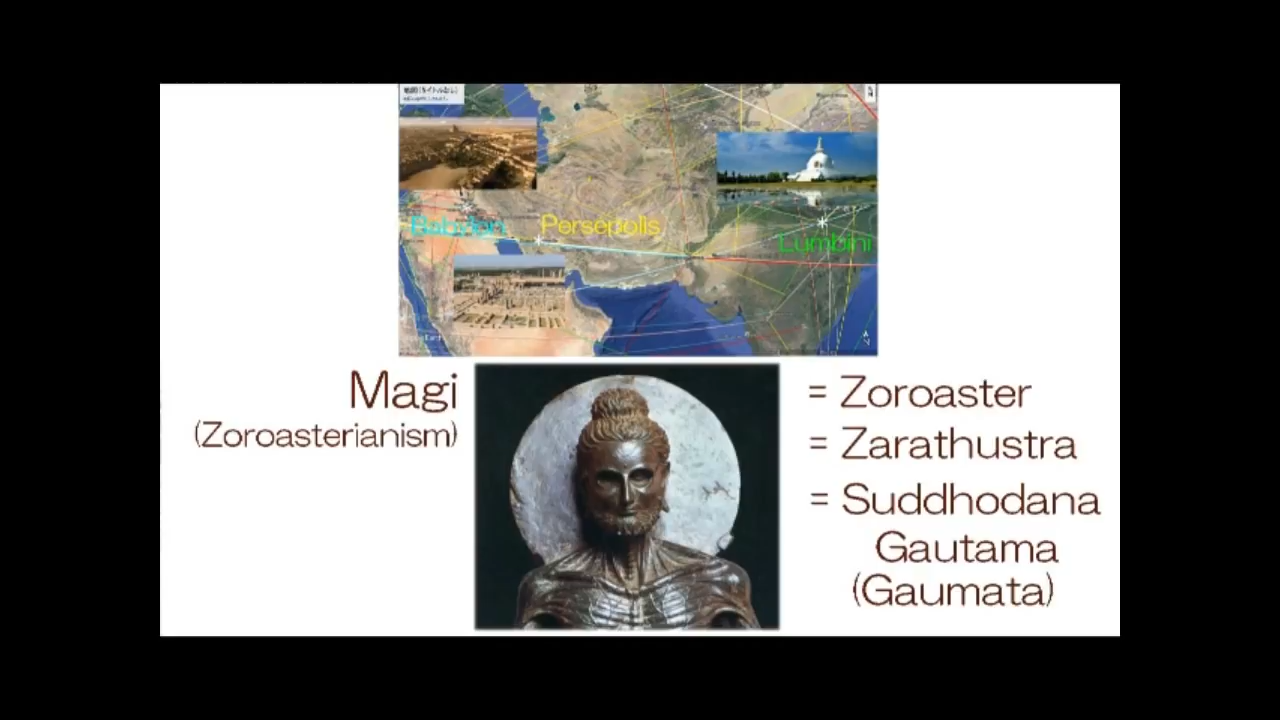 Babylon
Persepolis
Lumbini
Magi
(Zoroasterianism)
= Zoroaster
= Zarathustra
= Suddhodana
Gautama
(Gaumata)